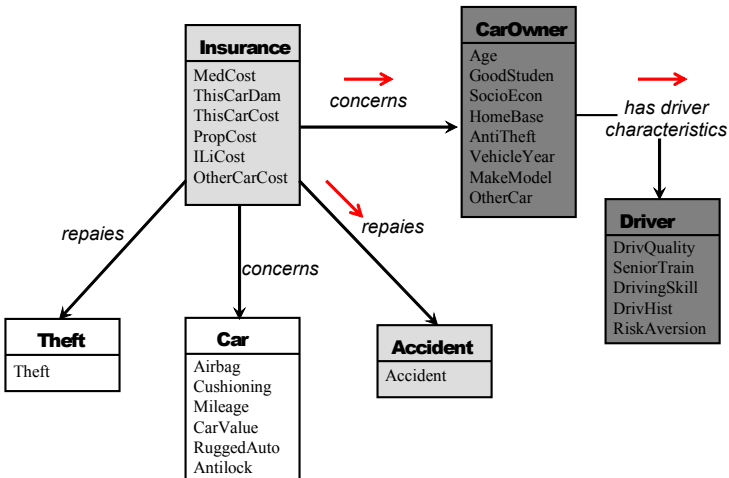 Insurance
MedCost
ThisCarDam
ThisCarCost
PropCost
ILiCost
OtherCarCost
concerns
CarOwner
Age
GoodStuden
SocioEcon
HomeBase
AntiTheft
VehicleYear
MakeModel
OtherCar
has driver
characteristics
Driver
DrivQuality
SeniorTrain
DrivingSkill
DrivHist
RiskAversion
repaies
concerns
repaies
Theft
Theft
Car
Airbag
Cushioning
Mileage
CarValue
RuggedAuto
Antilock
Accident
Accident